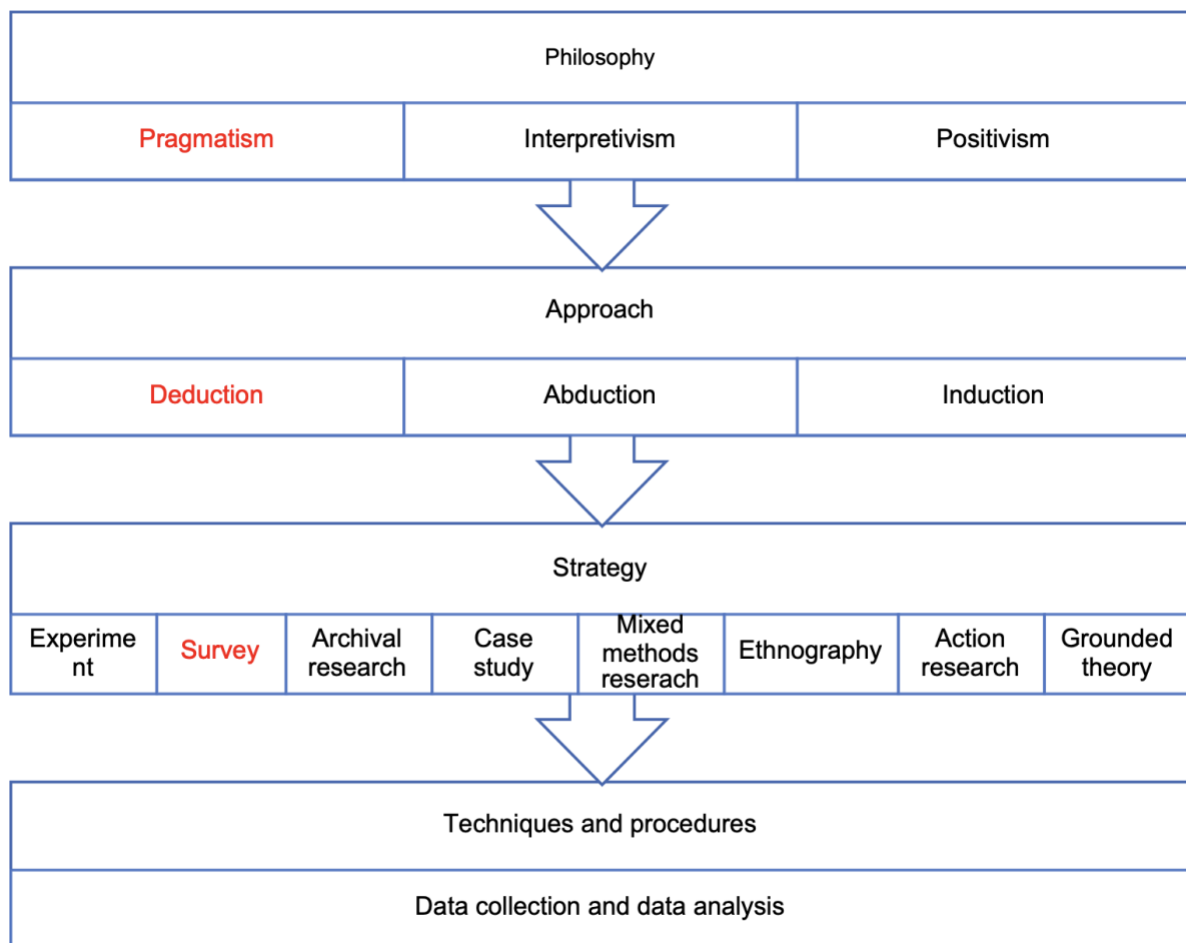 Philosophy
Pragmatism Interpretivism Positivism
Approach
Deduction Abduction Induction
Strategy
Experime
nt
Survey
Archival
research
Case
study
Mixed
methods
reserach
Ethnography
Action
research
Grounded
theory
Techniques and procedures
Data collection and data analysis